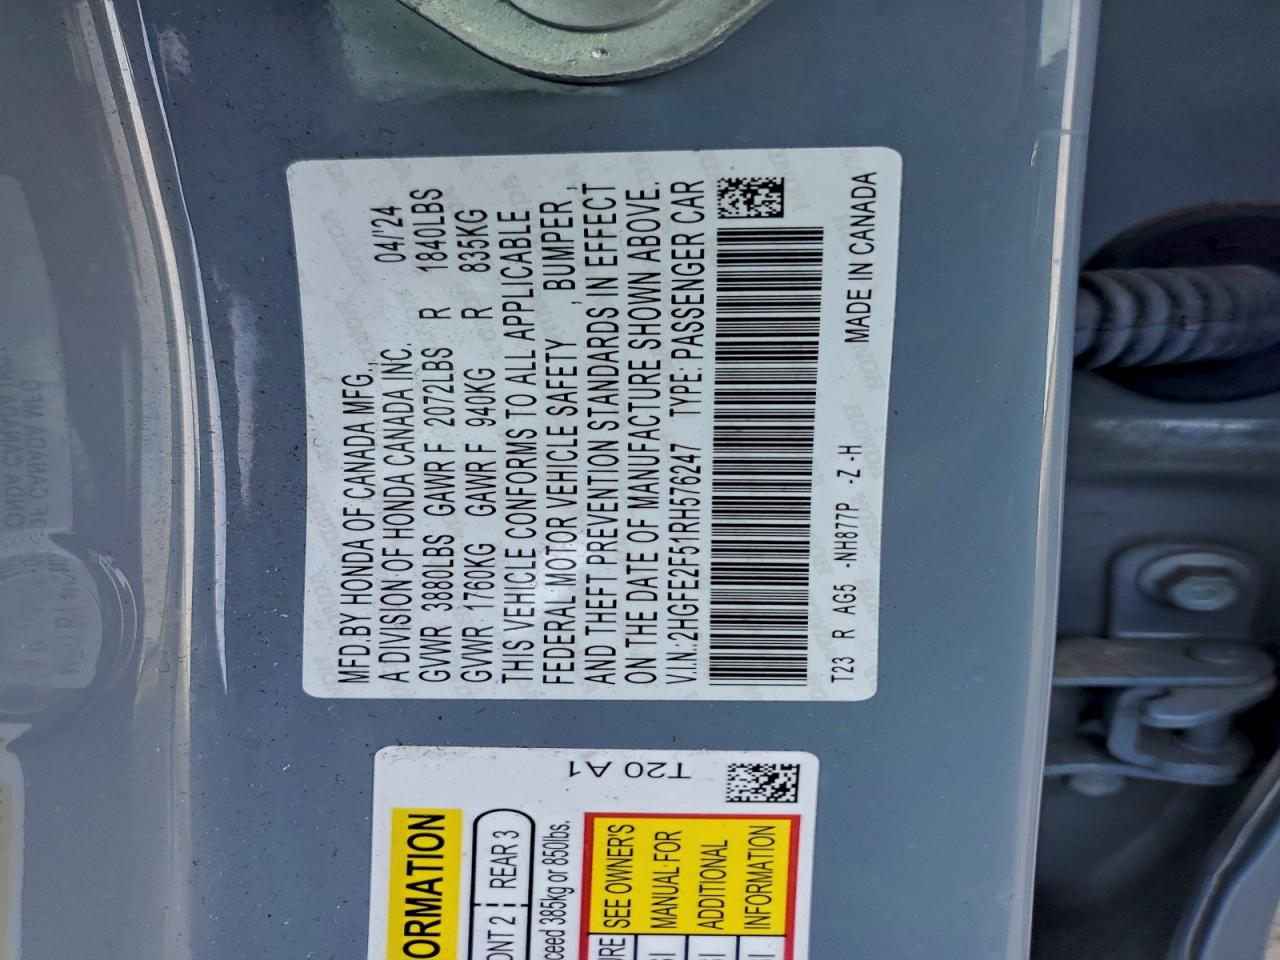 MFD.BY HONDA OF CANADA MFG.,
A DIVISION OF HONDA CANADA INC. 04/'24
GVWR 3880LBS GAWR F 2072LBS R 1840LBS
GVWR 1760KG GAWR F 940KG R 835KG
THIS VEHICLE CONFORMS TO ALL APPLICABLE
FEDERAL MOTOR VEHICLE SAFETY , BUMPER ,
AND THEFT PREVENTION STANDARDS IN EFFECT
ON THE DATE OF MANUFACTURE SHOWN ABOVE.
V.I.N.:2HGFE2F51RH576247 TYPE: PASSENGER CAR
T23 R AG5 -NH877P -Z -H MADE IN CANADA
T20 A1
ORMATION
ONT 2 REAR 3
ceed 385kg or 850lbs.
URE SEE OWNER'S
MANUAL FOR
ADDITIONAL
INFORMATION